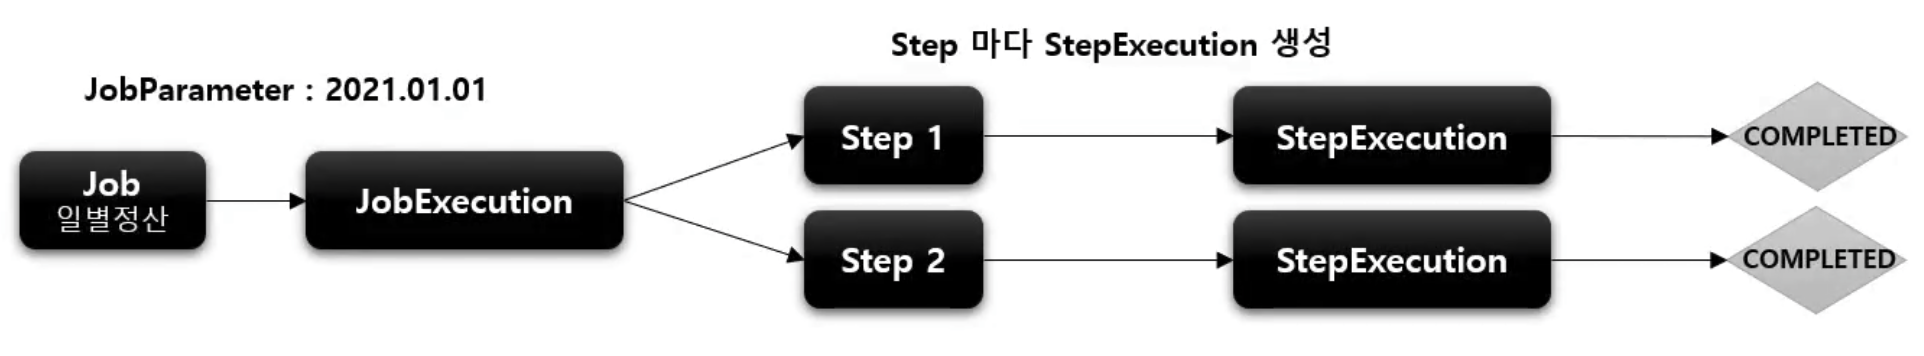 Step 마다 StepExecution 생성
JobParameter : 2021.01.01
Job
일별정산
JobExecution
Step 1
StepExecution
COMPLETED
Step 2
StepExecution
COMPLETED